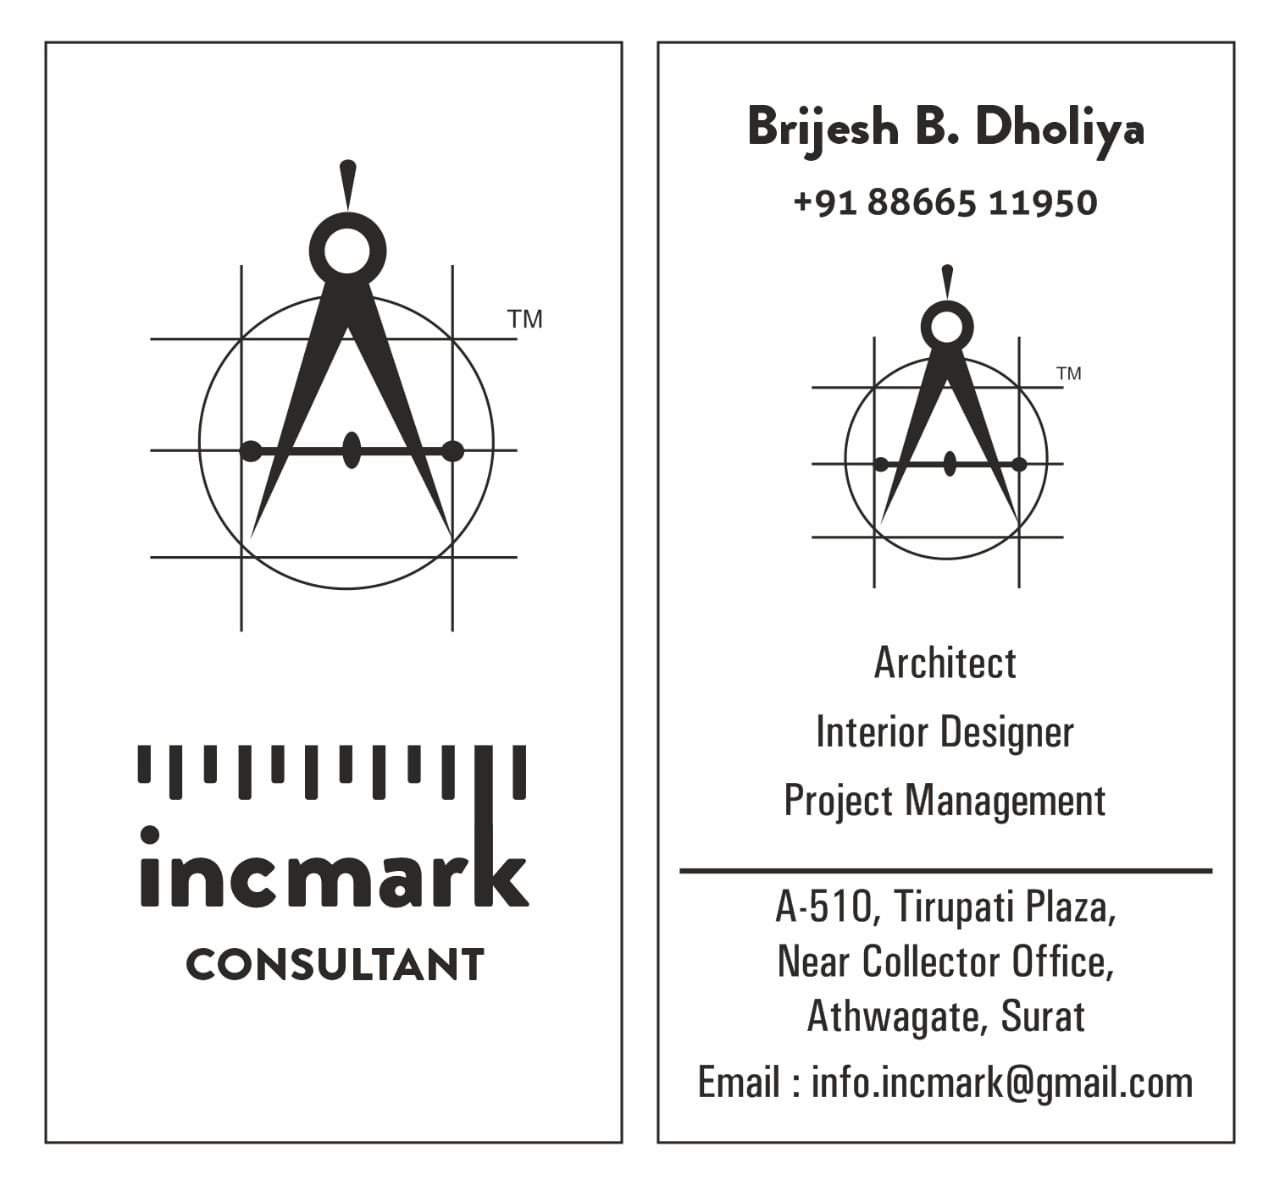 TM
incmark
CONSULTANT
Brijesh B. Dholiya
+91 88665 11950
TM
Architect
Interior Designer
Project Management
A-510, Tirupati Plaza,
Near Collector Office,
Athwagate, Surat
Email : info.incmark@gmail.com